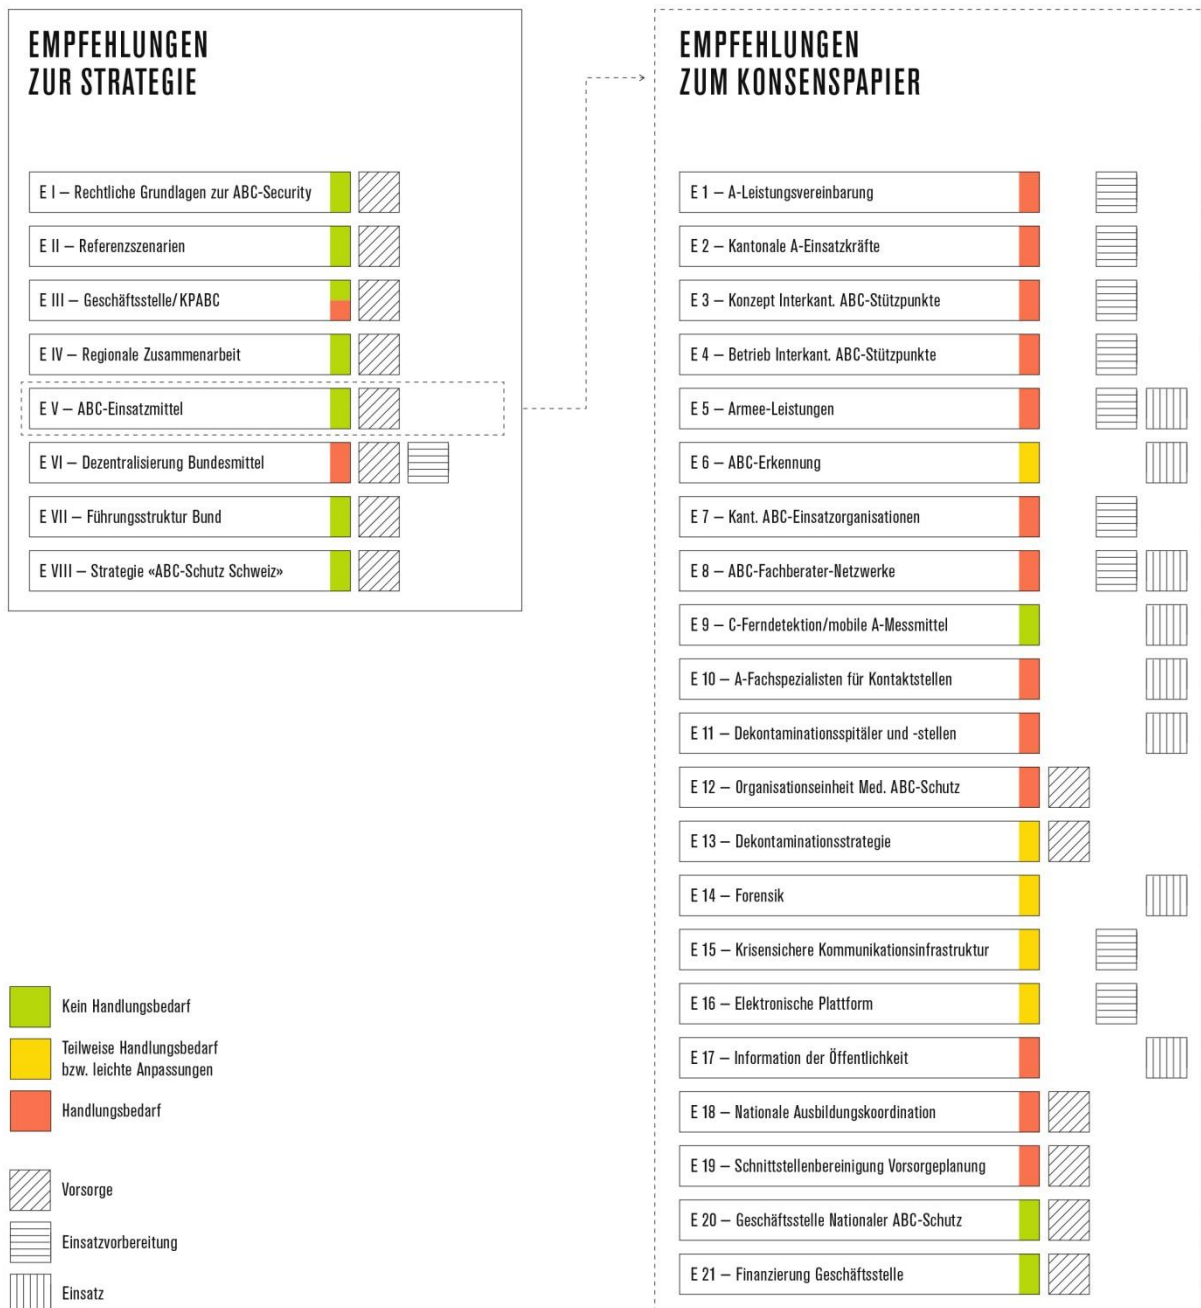 EMPFEHLUNGEN
ZUR STRATEGIE
E I – Rechtliche Grundlagen zur ABC-Security
E II – Referenzszenarien
E III – Geschäftsstelle/KPABC
E IV – Regionale Zusammenarbeit
E V – ABC-Einsatzmittel
E VI – Dezentralisierung Bundesmittel
E VII – Führungsstruktur Bund
E VIII – Strategie «ABC-Schutz Schweiz»
Kein Handlungsbedarf
Teilweise Handlungsbedarf
bzw. leichte Anpassungen
Handlungsbedarf
Vorsorge
Einsatzvorbereitung
Einsatz
EMPFEHLUNGEN
ZUM KONSENSPAPIER
E 1 – A-Leistungsvereinbarung
E 2 – Kantonale A-Einsatzkräfte
E 3 – Konzept Interkant. ABC-Stützpunkte
E 4 – Betrieb Interkant. ABC-Stützpunkte
E 5 – Armee-Leistungen
E 6 – ABC-Erkennung
E 7 – Kant. ABC-Einsatzorganisationen
E 8 – ABC-Fachberater-Netzwerke
E 9 – C-Ferndetektion/mobile A-Messmittel
E 10 – A-Fachspezialisten für Kontaktstellen
E 11 – Dekontaminationsspitäler und -stellen
E 12 – Organisationseinheit Med. ABC-Schutz
E 13 – Dekontaminationsstrategie
E 14 – Forensik
E 15 – Krisensichere Kommunikationsinfrastruktur
E 16 – Elektronische Plattform
E 17 – Information der Öffentlichkeit
E 18 – Nationale Ausbildungskoordination
E 19 – Schnittstellenbereinigung Vorsorgeplanung
E 20 – Geschäftsstelle Nationaler ABC-Schutz
E 21 – Finanzierung Geschäftsstelle